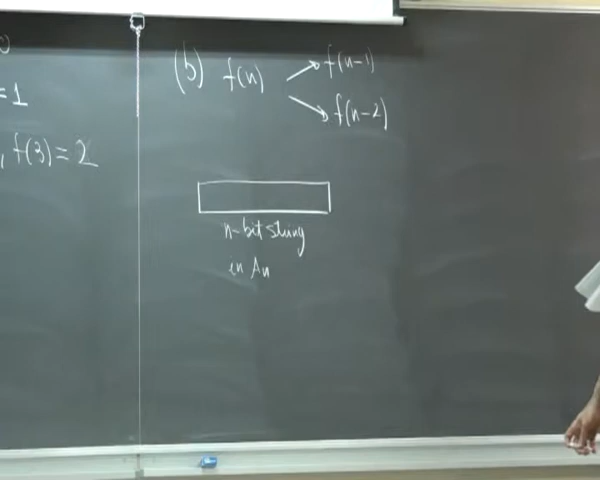 =1
, f(3)=2
(b) f(n)
f(n-1)
f(n-2)
n-bit string
in An